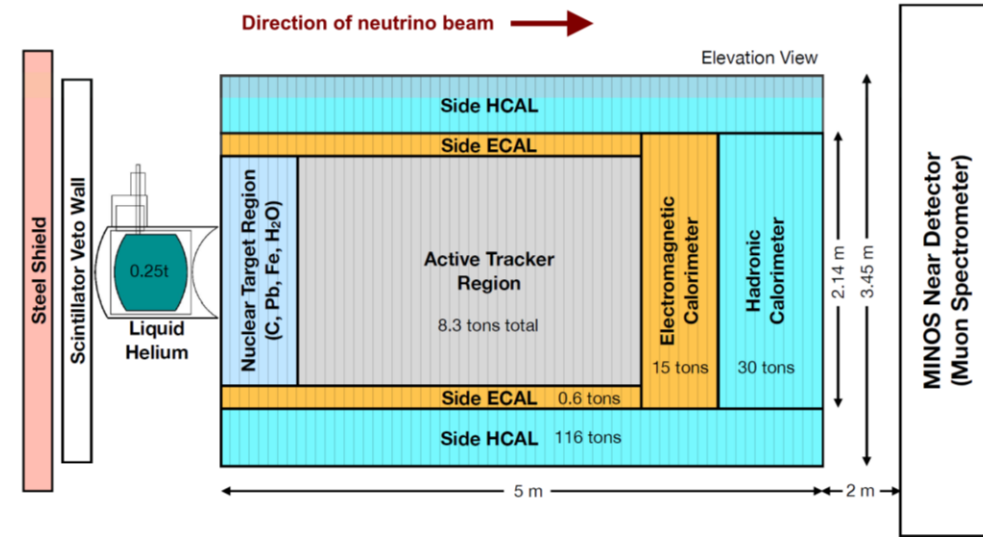 Direction of neutrino beam
Elevation View
Steel Shield
Scintillator Veto Wall
0.25t
Liquid
Helium
Side HCAL
Side ECAL
Nuclear Target Region
(C, Pb, Fe, H₂O)
Active Tracker
Region
8.3 tons total
Electromagnetic
Calorimeter
15 tons
Hadronic
Calorimeter
30 tons
Side ECAL 0.6 tons
Side HCAL 116 tons
2.14 m
3.45 m
5 m
2 m
MINOS Near Detector
(Muon Spectrometer)